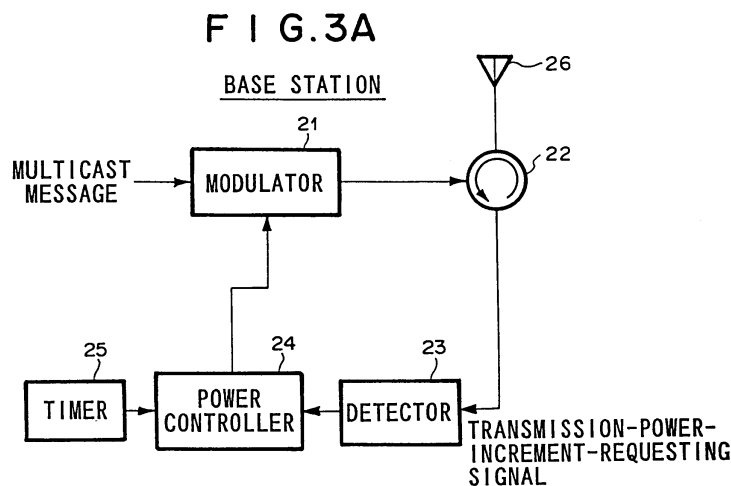 FIG.3A
26
BASE STATION
21
22
MULTICAST
MESSAGE
MODULATOR
25
24
23
TIMER
POWER
CONTROLLER
DETECTOR
TRANSMISSION-POWER-
INCREMENT-REQUESTING
SIGNAL